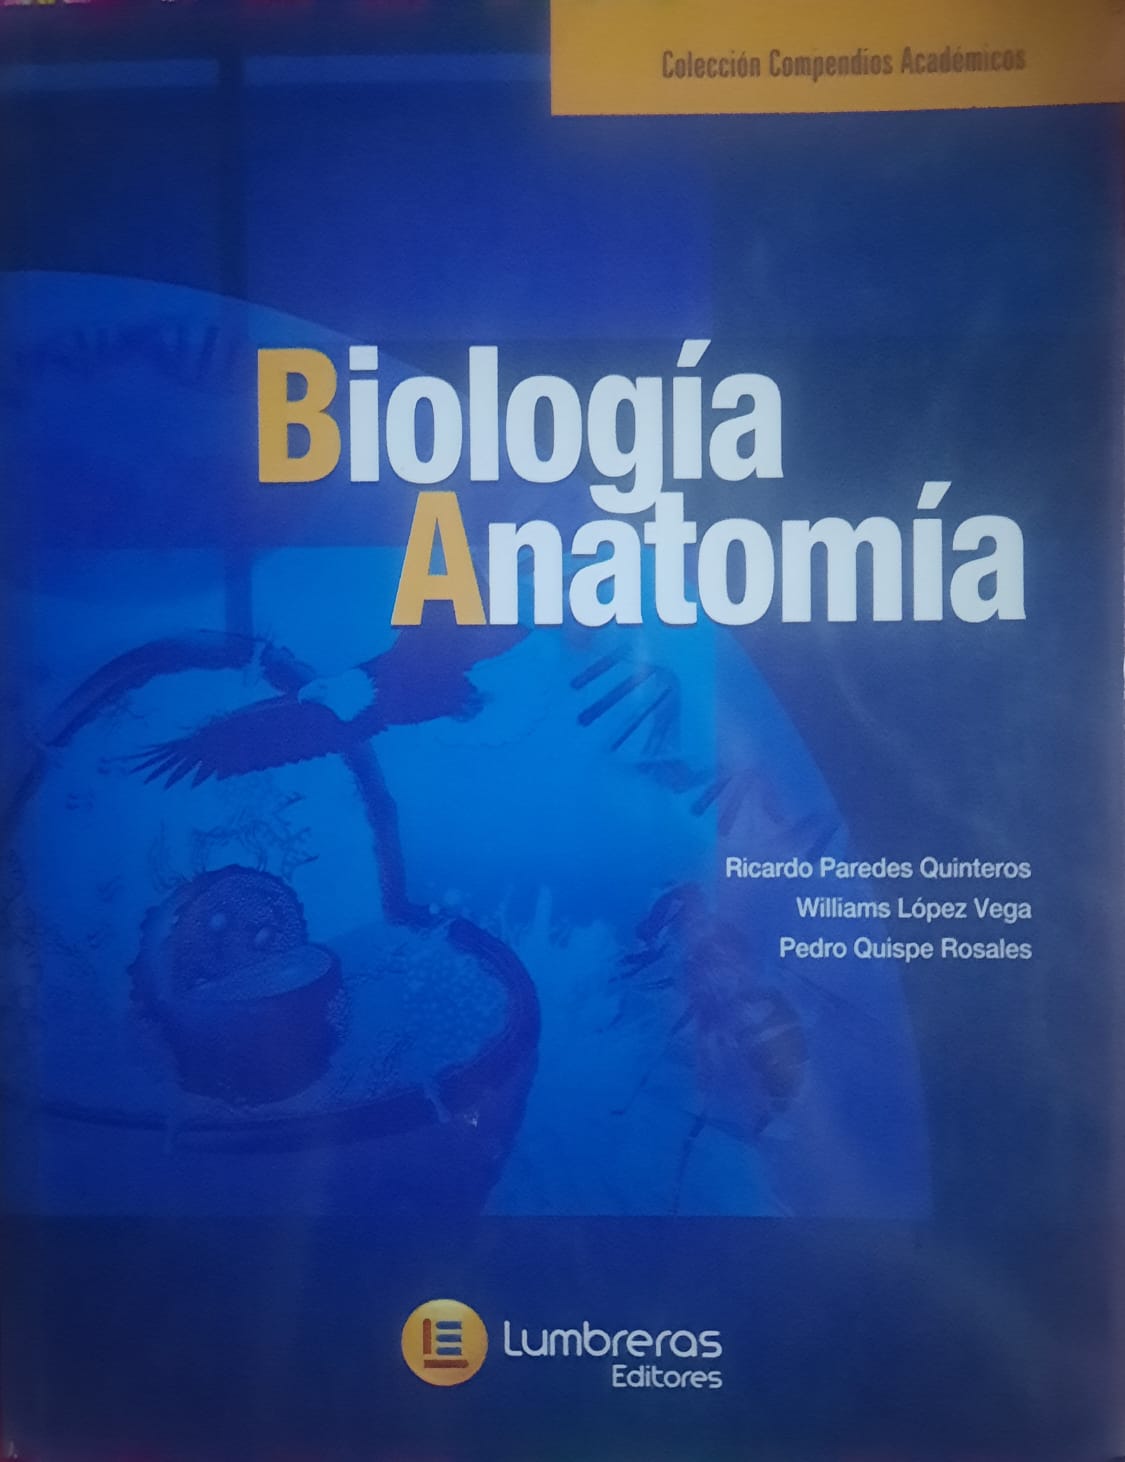 Colección Compendios Académicos
Biología
Anatomía
Ricardo Paredes Quinteros
Williams López Vega
Pedro Quispe Rosales
Lumbreras
Editores